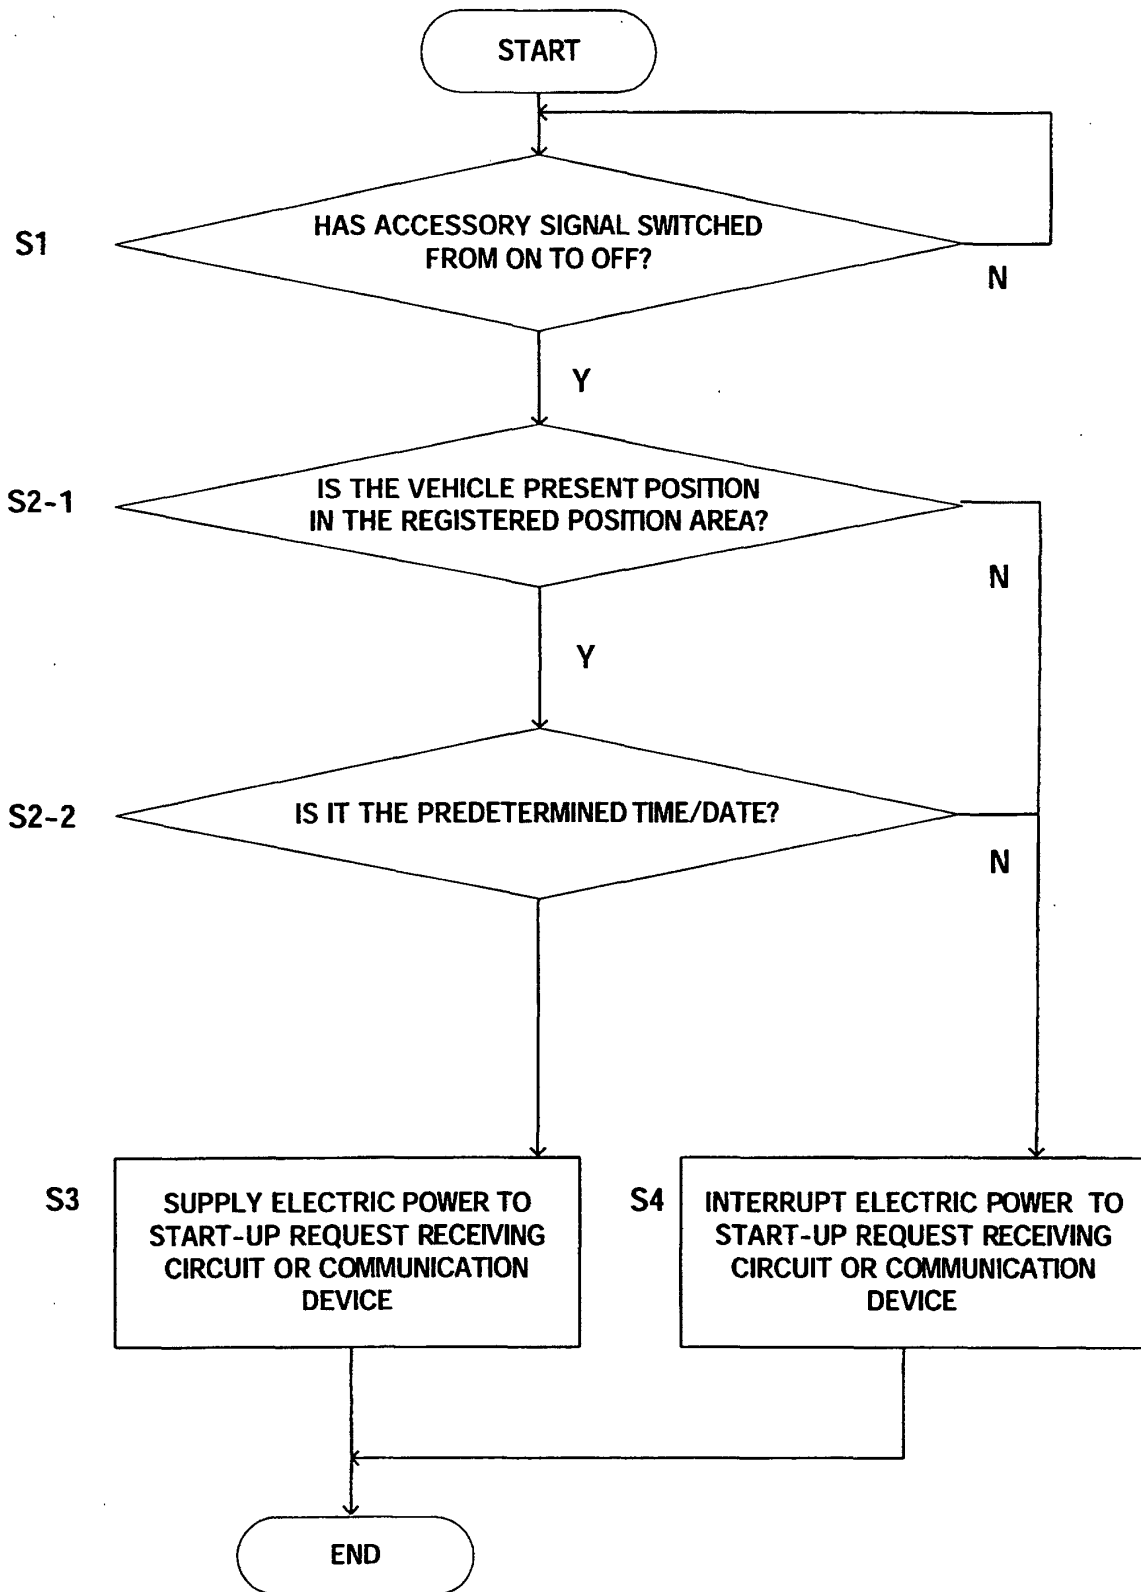 START
S1
HAS ACCESSORY SIGNAL SWITCHED
FROM ON TO OFF?
N
Y
S2-1
IS THE VEHICLE PRESENT POSITION
IN THE REGISTERED POSITION AREA?
N
Y
S2-2
IS IT THE PREDETERMINED TIME/DATE?
N
S3
SUPPLY ELECTRIC POWER TO
START-UP REQUEST RECEIVING
CIRCUIT OR COMMUNICATION
DEVICE
S4
INTERRUPT ELECTRIC POWER TO
START-UP REQUEST RECEIVING
CIRCUIT OR COMMUNICATION
DEVICE
END